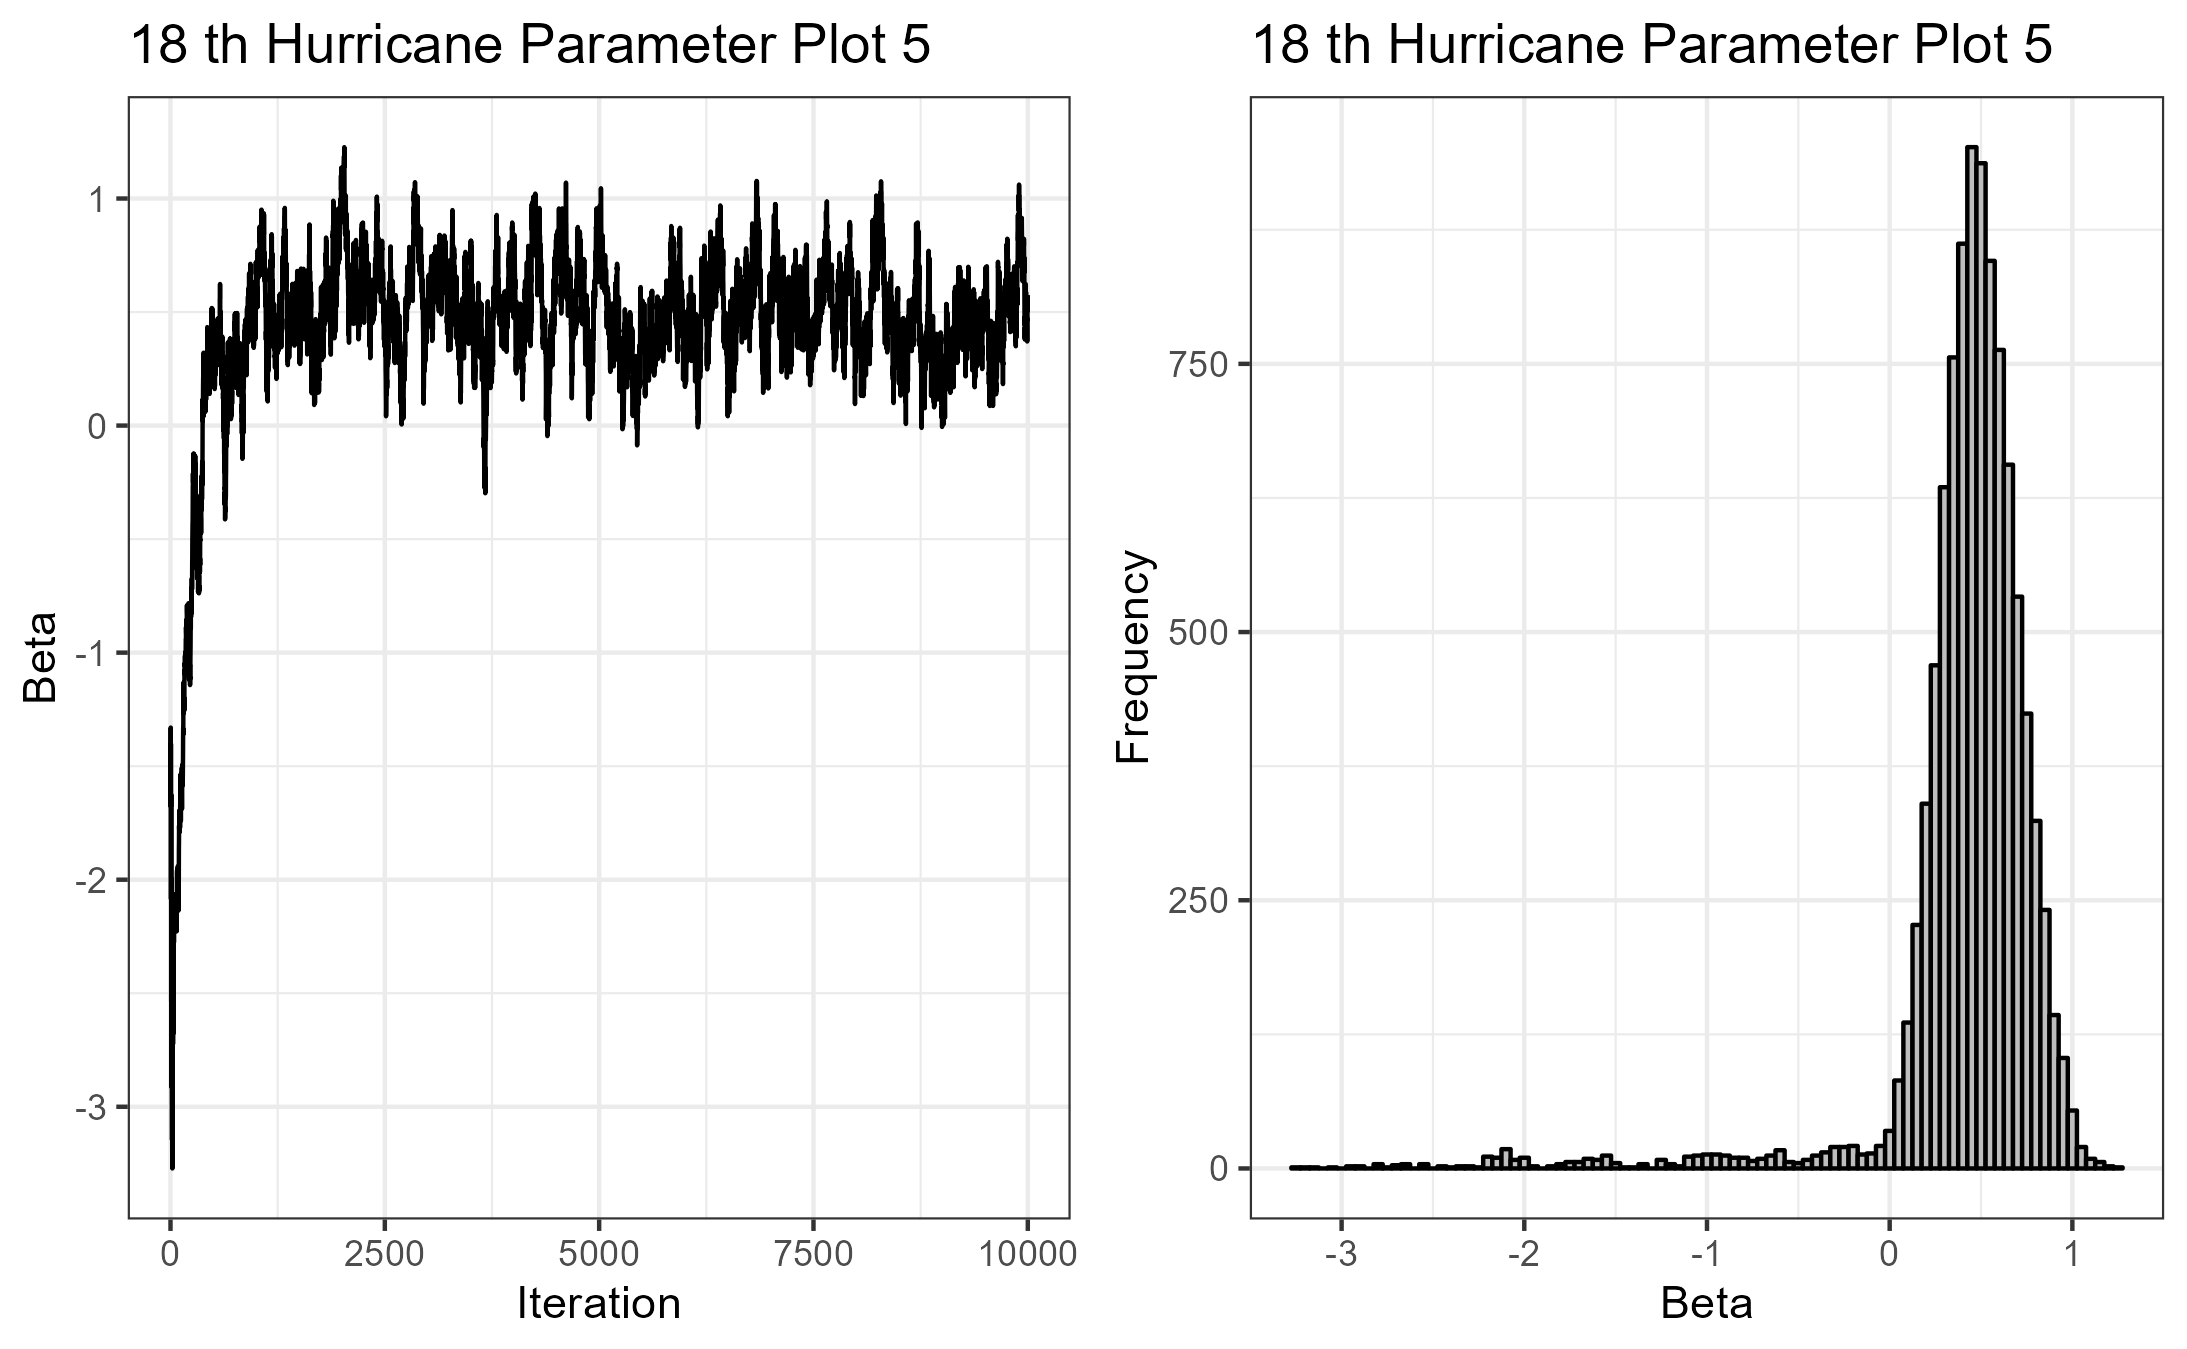 18 th Hurricane Parameter Plot 5
1
0
-1
-2
-3
Beta
0 2500 5000 7500 10000
Iteration
18 th Hurricane Parameter Plot 5
750
500
250
0
Frequency
-3 -2 -1 0 1
Beta